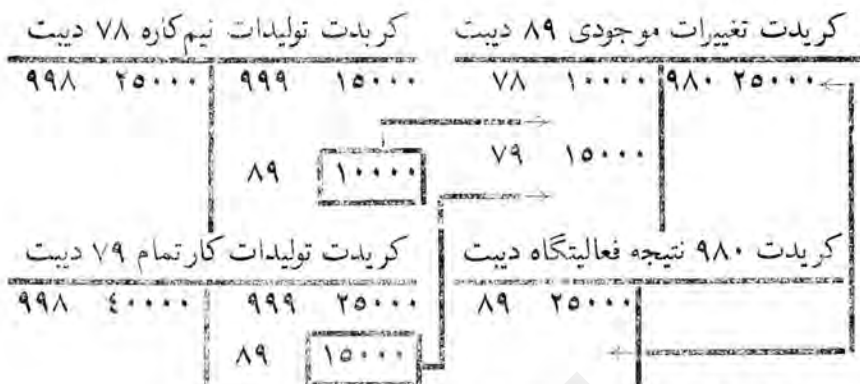 کریدت تغییرات موجودی ۸۹ دیبت
۲۵۰۰۰ ۹۸۰ ۱۰۰۰۰ ۷۸
۱۵۰۰۰ ۷۹
کریدت تولیدات نیم‌کاره ۷۸ دیبت
۱۵۰۰۰ ۹۹۹ ۲۵۰۰۰ ۹۹۸
۱۰۰۰۰ ۸۹
کریدت ۹۸۰ نتیجه فعالیتگاه دیبت
۲۵۰۰۰ ۸۹
کریدت تولیدات کار تمام ۷۹ دیبت
۲۵۰۰۰ ۹۹۹ ۴۰۰۰۰ ۹۹۸
۱۵۰۰۰ ۸۹